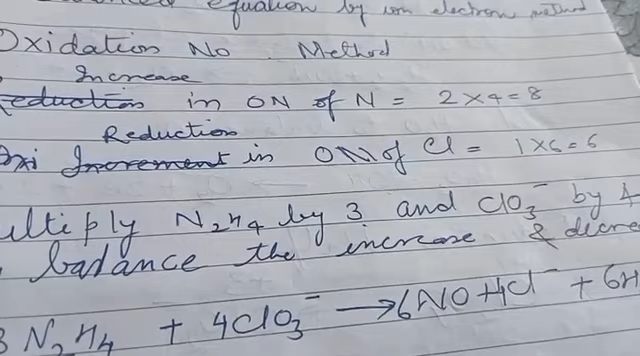 equation by ion electron method
Oxidation No Method
Increase
reduction in ON of N = 2×4=8
Reduction
Oxi Increment in ON of Cl = 1×6=6
ultiply N₂H₄ by 3 and ClO₃⁻ by 4
balance the increase & decre
3 N₂H₄ + 4ClO₃⁻ → 6NO+4Cl⁻ + 6H